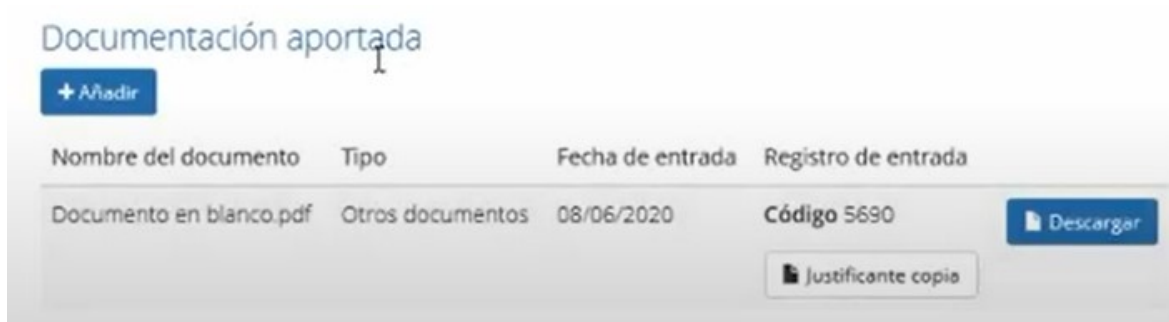 Documentación aportada
+ Añadir
Nombre del documento Tipo Fecha de entrada Registro de entrada
Documento en blanco.pdf Otros documentos 08/06/2020 Código 5690 Descargar
Justificante copia